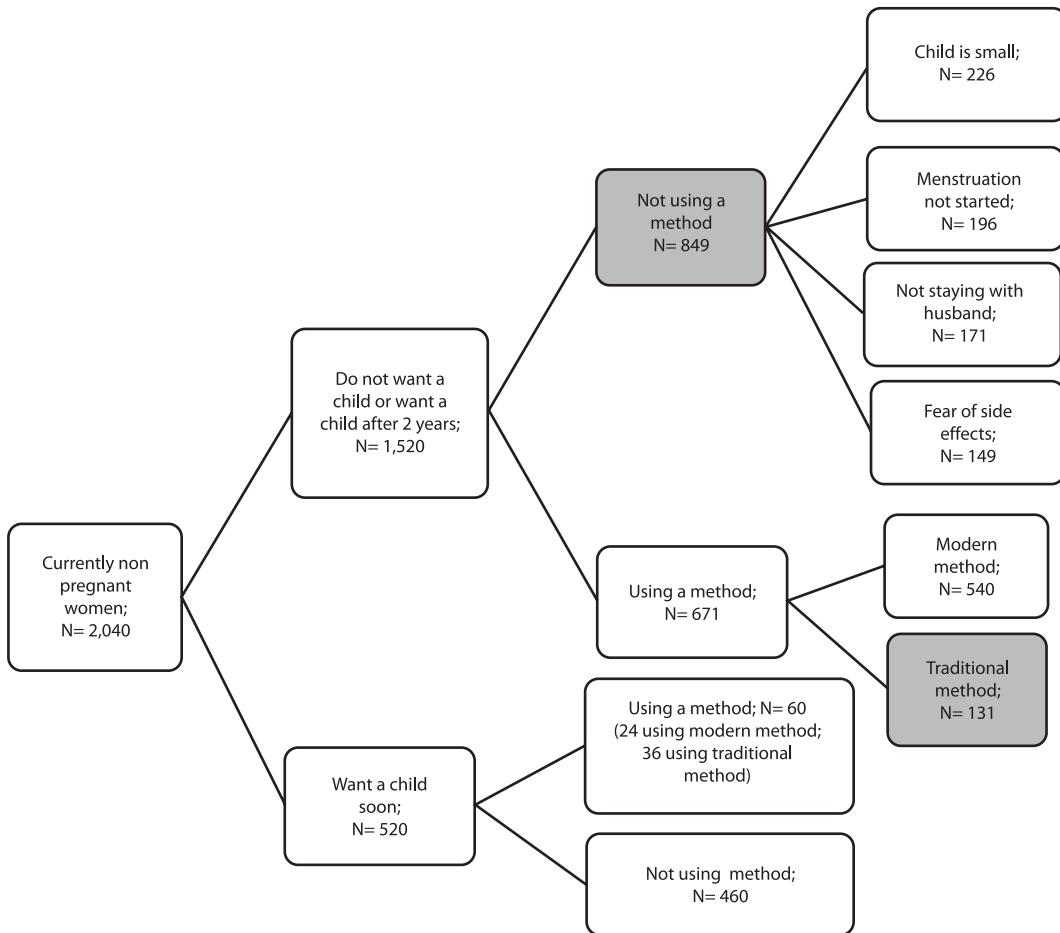 Currently non
pregnant
women;
N= 2,040
Do not want a
child or want a
child after 2 years;
N= 1,520
Want a child
soon;
N= 520
Not using a
method
N= 849
Using a method;
N= 671
Using a method; N= 60
(24 using modern method;
36 using traditional
method)
Not using  method;
N= 460
Child is small;
N= 226
Menstruation
not started;
N= 196
Not staying with
husband;
N= 171
Fear of side
effects;
N= 149
Modern
method;
N= 540
Traditional
method;
N= 131